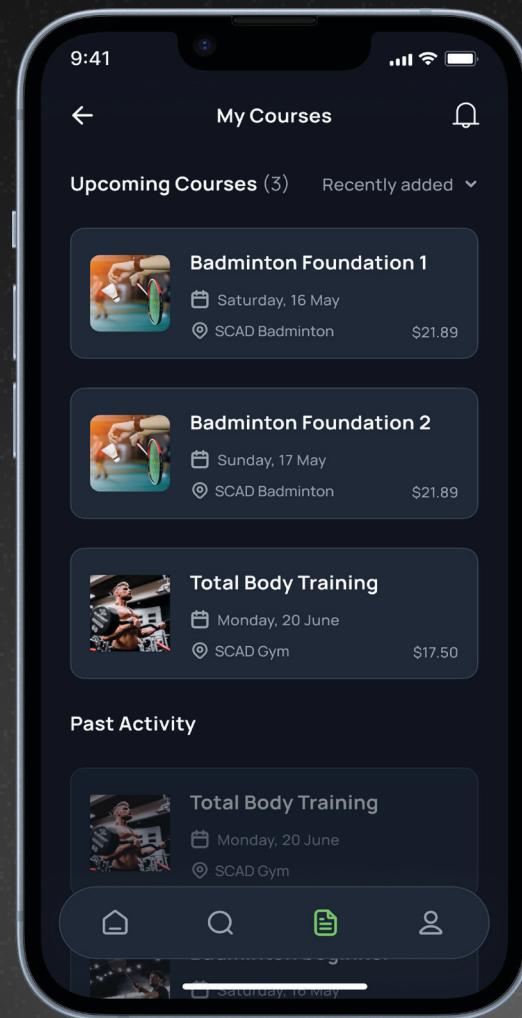 9:41
My Courses
Upcoming Courses (3) Recently added
Badminton Foundation 1
Saturday, 16 May
SCAD Badminton $21.89
Badminton Foundation 2
Sunday, 17 May
SCAD Badminton $21.89
Total Body Training
Monday, 20 June
SCAD Gym $17.50
Past Activity
Total Body Training
Monday, 20 June
SCAD Gym
Saturday, 16 May